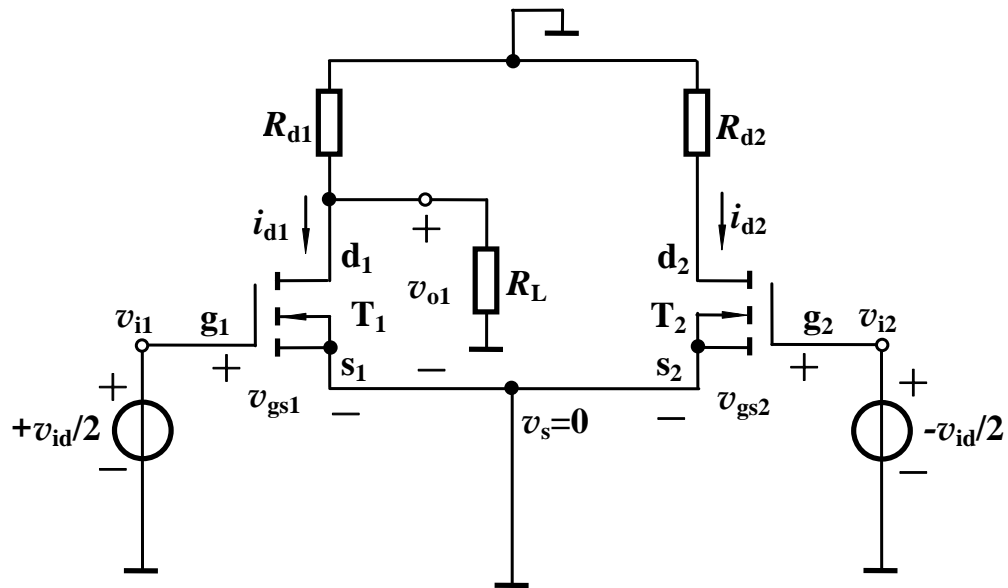 R_d1
R_d2
i_d1
i_d2
d_1
d_2
+
v_o1
R_L
v_i1
g_1
T_1
T_2
g_2
v_i2
+
s_1
s_2
+
v_gs1
−
−
v_s=0
−
v_gs2
+
+v_id/2
−
+
-v_id/2
−